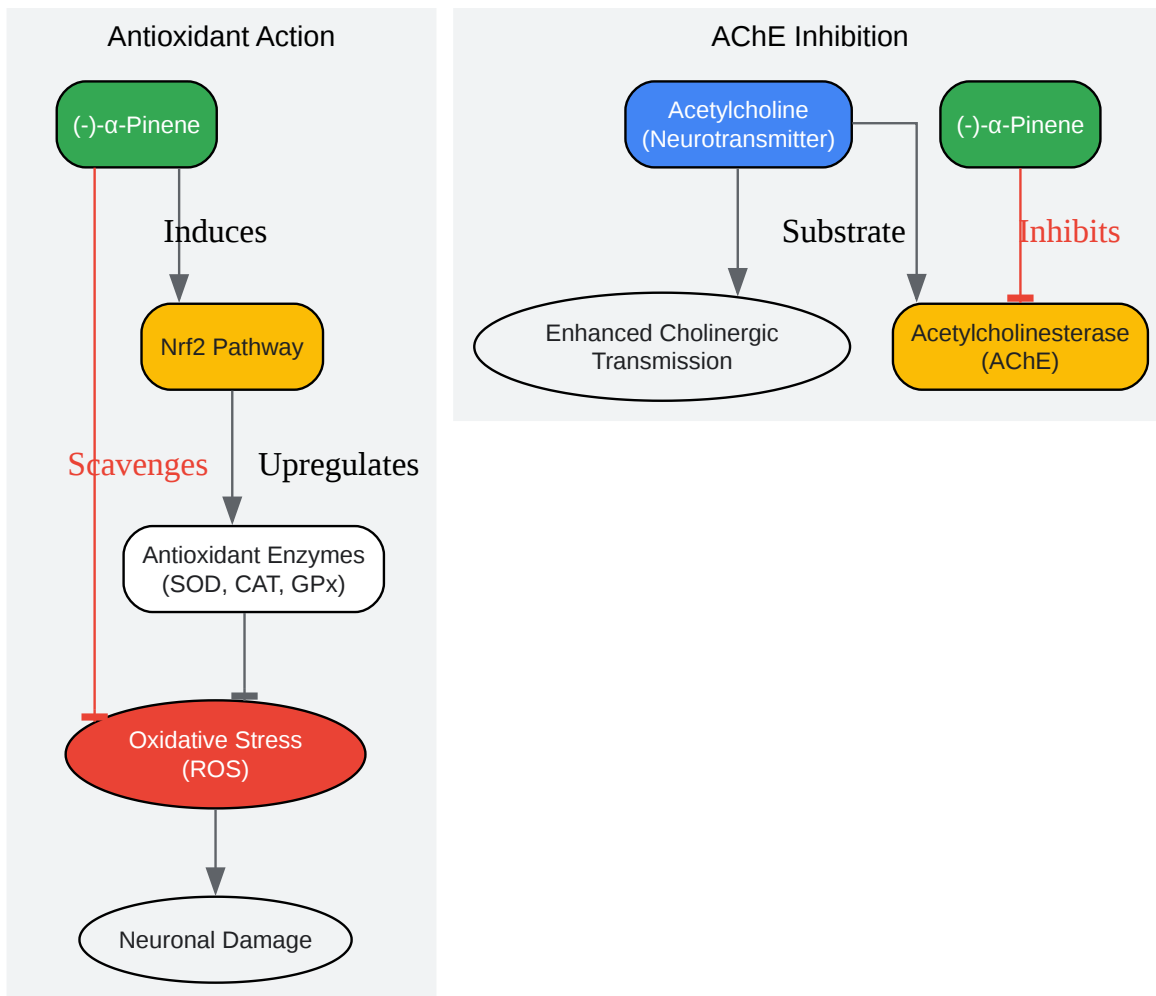 Antioxidant Action
(-)-α-Pinene
Induces
Nrf2 Pathway
Scavenges
Upregulates
Antioxidant Enzymes
(SOD, CAT, GPx)
Oxidative Stress
(ROS)
Neuronal Damage
AChE Inhibition
Acetylcholine
(Neurotransmitter)
(-)-α-Pinene
Substrate
Inhibits
Enhanced Cholinergic
Transmission
Acetylcholinesterase
(AChE)